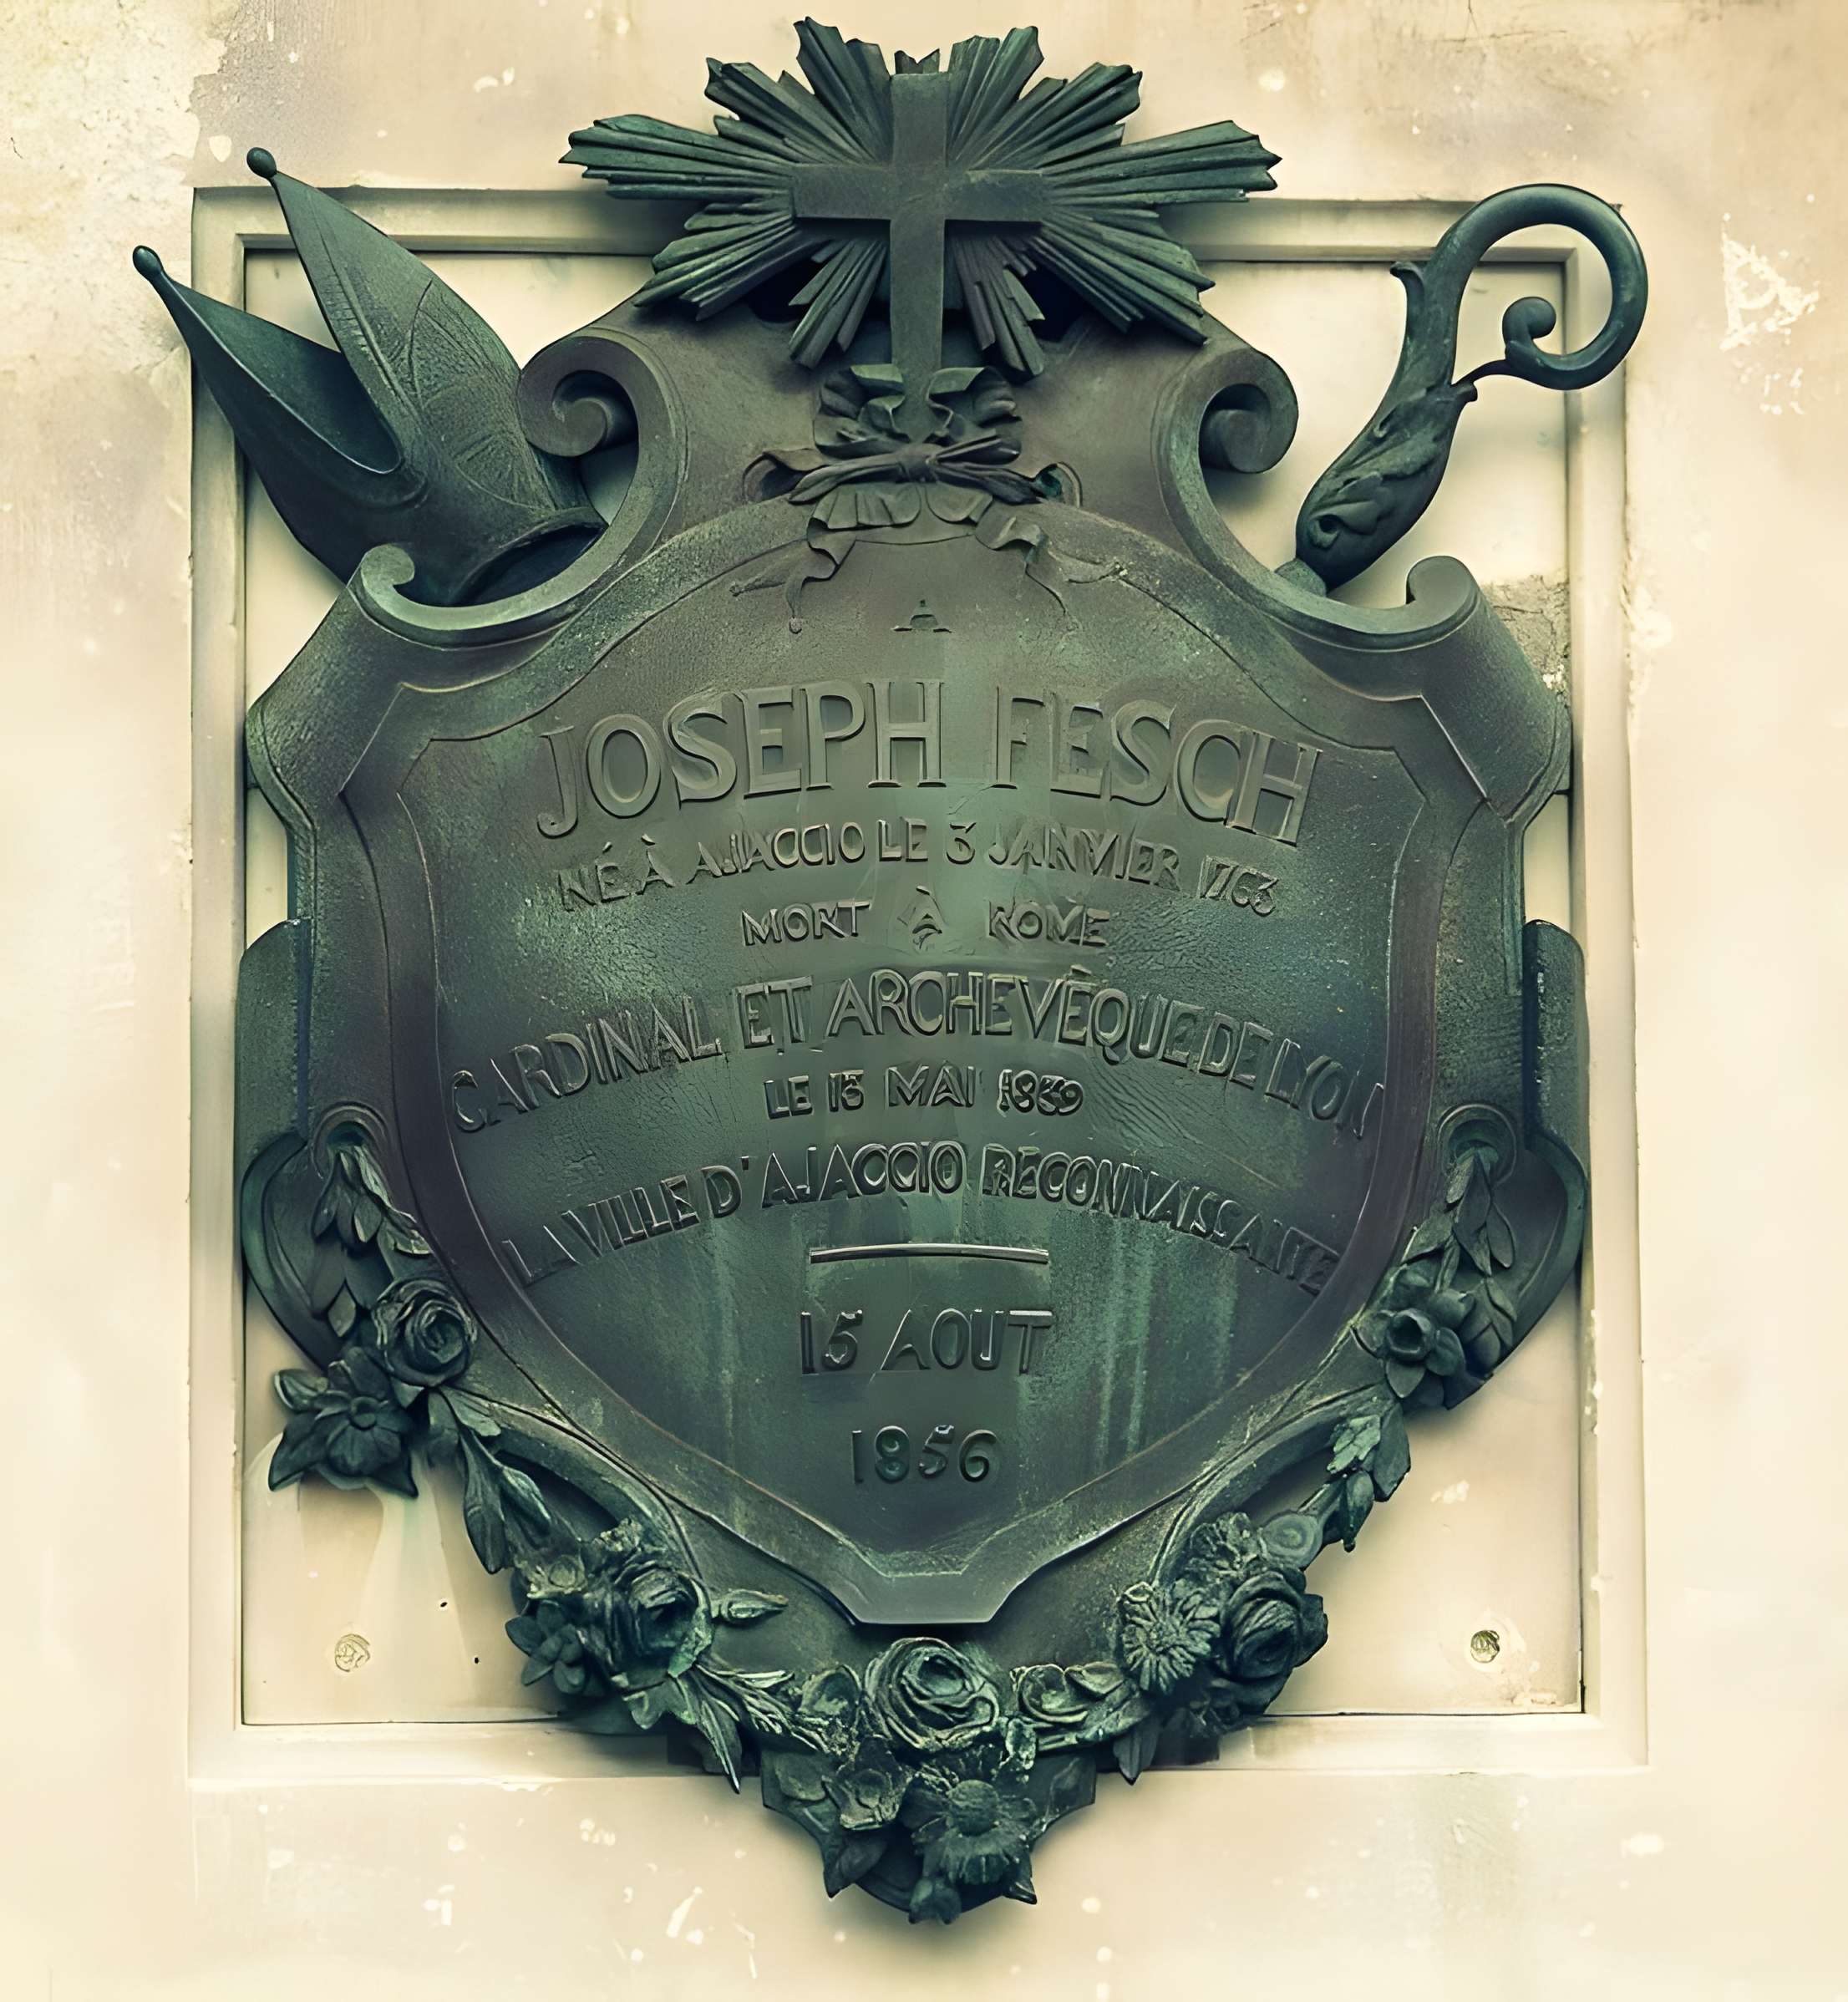 A
JOSEPH FESCH
NÉ À AJACCIO LE 3 JANVIER 1763
MORT À ROME
CARDINAL ET ARCHEVÊQUE DE LYON
LE 13 MAI 1839
LA VILLE D'AJACCIO RECONNAISSANTE
15 AOUT
1856